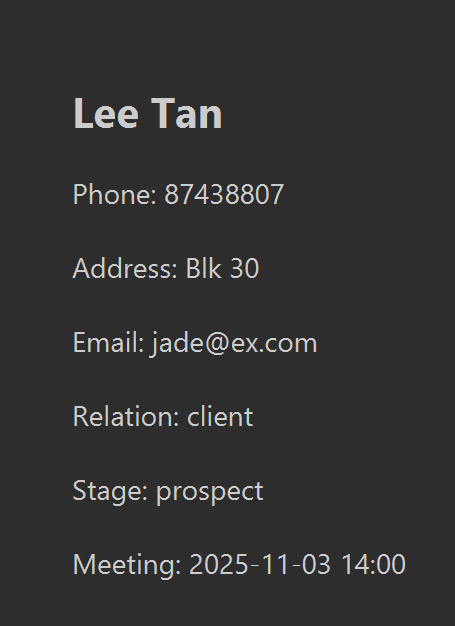 Lee Tan
Phone: 87438807
Address: Blk 30
Email: jade@ex.com
Relation: client
Stage: prospect
Meeting: 2025-11-03 14:00